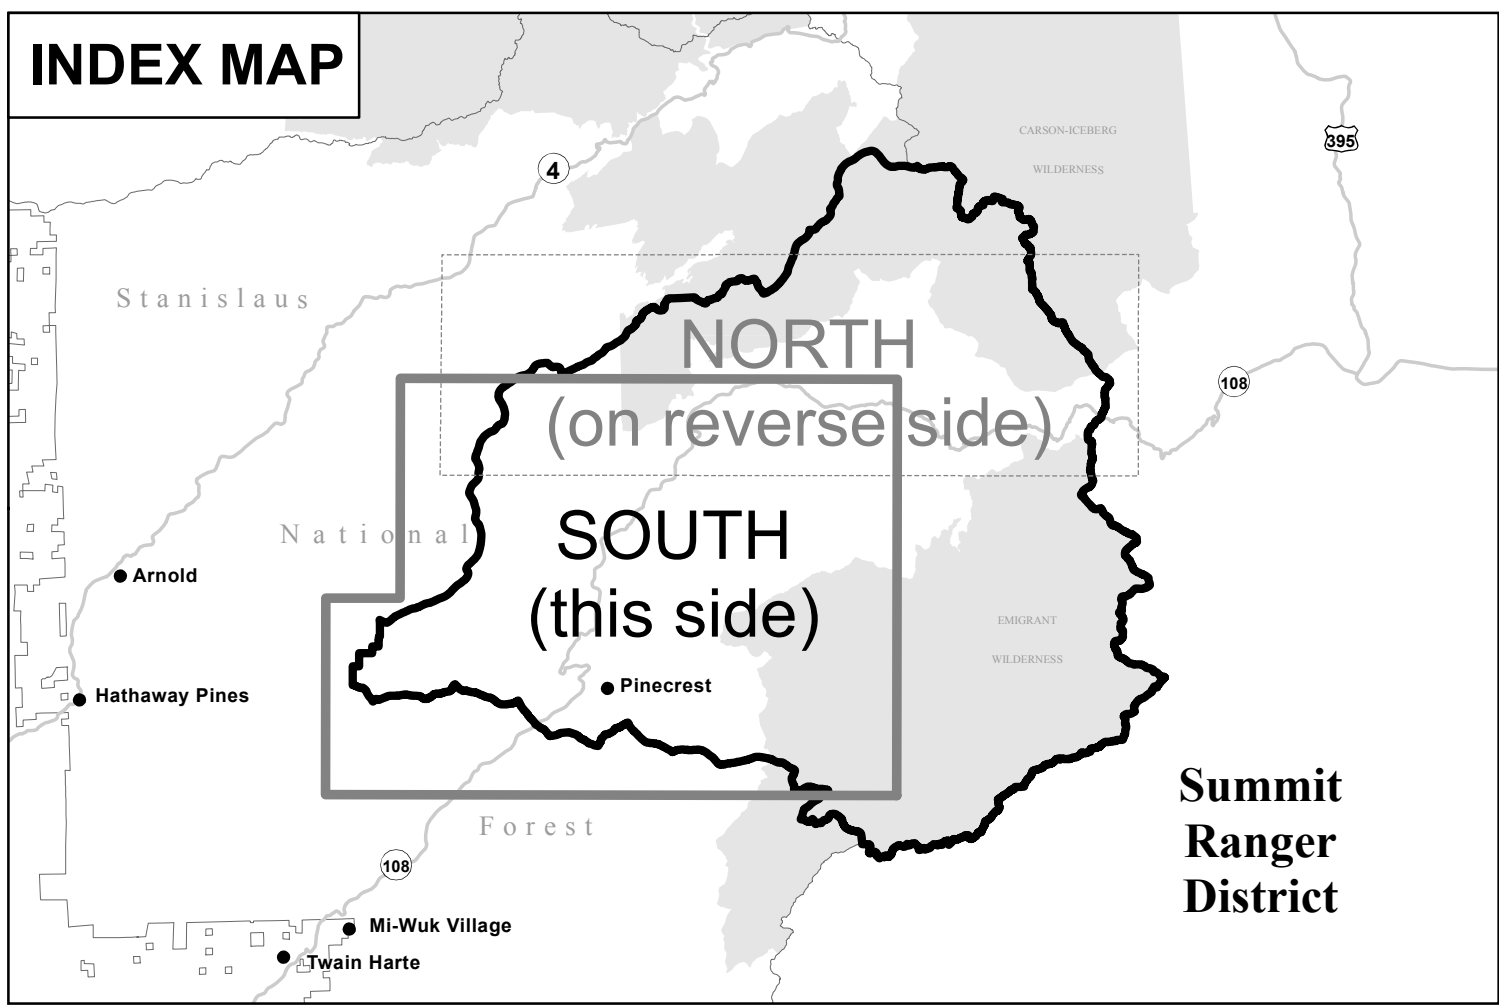 INDEX MAP
CARSON-ICEBERG
WILDERNESS
395
4
Stanislaus
NORTH
(on reverse side)
108
SOUTH
(this side)
National
Arnold
EMIGRANT
WILDERNESS
Pinecrest
Hathaway Pines
Summit
Ranger
District
Forest
108
Mi-Wuk Village
Twain Harte